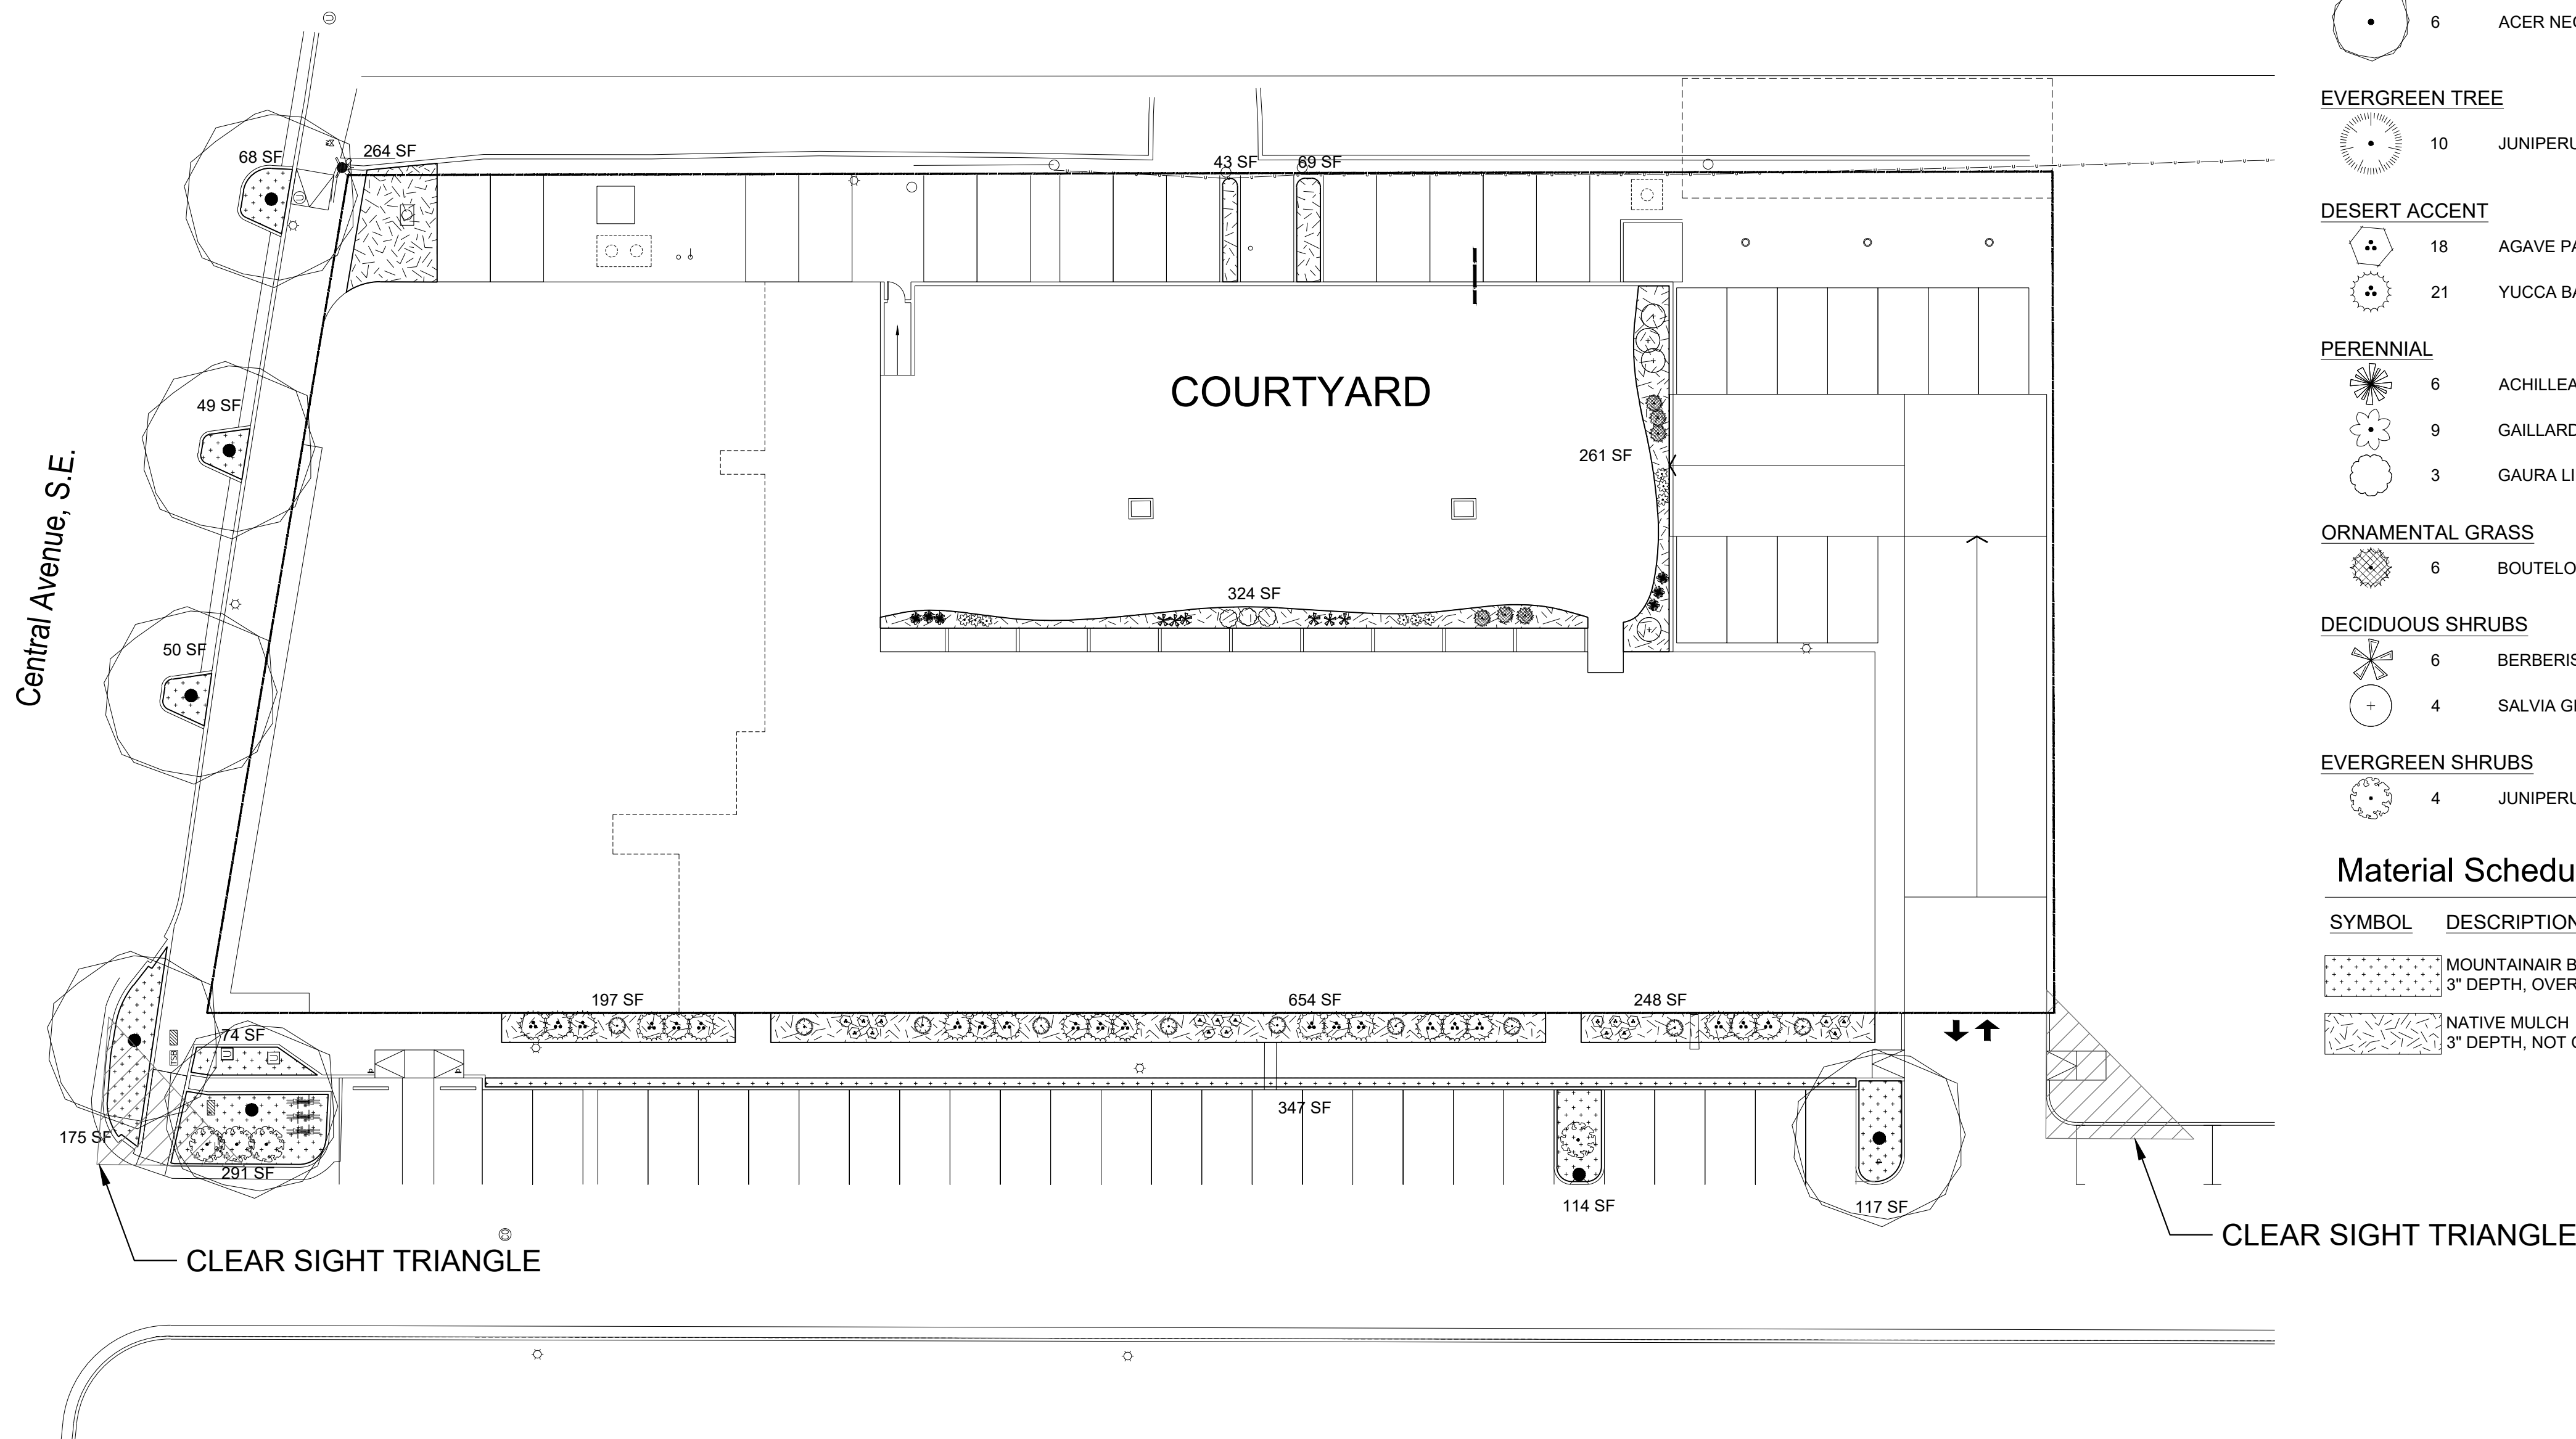 68 SF
264 SF
43 SF
69 SF
COURTYARD
49 SF
261 SF
324 SF
50 SF
Central Avenue, S.E.
197 SF
654 SF
248 SF
74 SF
175 SF
291 SF
347 SF
114 SF
117 SF
CLEAR SIGHT TRIANGLE
CLEAR SIGHT TRIANGLE
6 ACER NE
EVERGREEN TREE
10 JUNIPERU
DESERT ACCENT
18 AGAVE PA
21 YUCCA BA
PERENNIAL
6 ACHILLEA
9 GAILLARD
3 GAURA LI
ORNAMENTAL GRASS
6 BOUTELO
DECIDUOUS SHRUBS
6 BERBERIS
4 SALVIA G
EVERGREEN SHRUBS
4 JUNIPERU
Material Schedu
SYMBOL DESCRIPTION
MOUNTAINAIR B
3" DEPTH, OVER
NATIVE MULCH
3" DEPTH, NOT